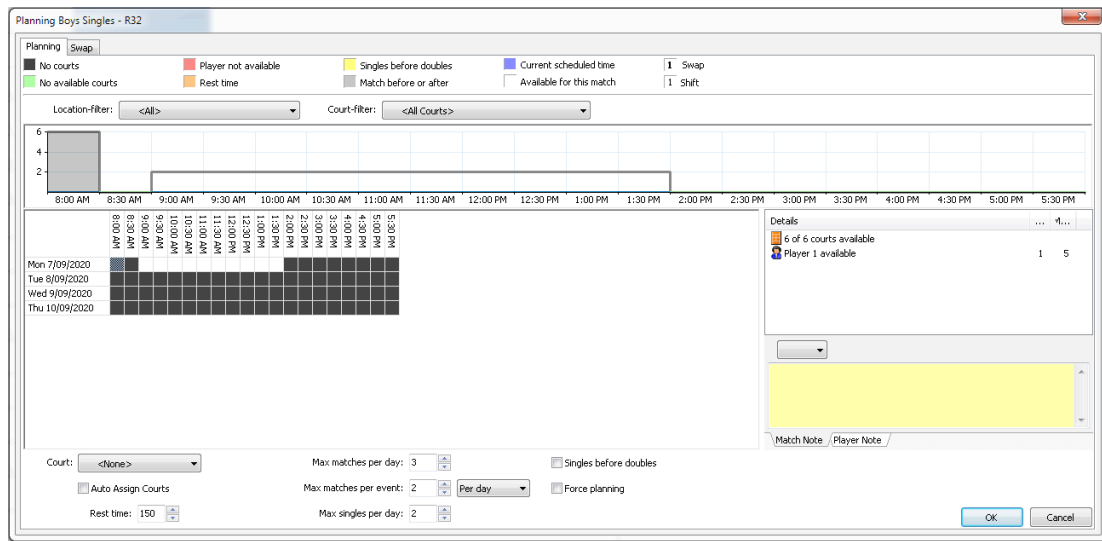 Planning Boys Singles - R32
Planning Swap
No courts Player not available Singles before doubles Current scheduled time 1 Swap
No available courts Rest time Match before or after Available for this match 1 Shift
Location-filter: <All> Court-filter: <All Courts>
6
4
2
8:00 AM 8:30 AM 9:00 AM 9:30 AM 10:00 AM 10:30 AM 11:00 AM 11:30 AM 12:00 PM 12:30 PM 1:00 PM 1:30 PM 2:00 PM 2:30 PM 3:00 PM 3:30 PM 4:00 PM 4:30 PM 5:00 PM 5:30 PM
8:00 AM 8:30 AM 9:00 AM 9:30 AM 10:00 AM 10:30 AM 11:00 AM 11:30 AM 12:00 PM 12:30 PM 1:00 PM 1:30 PM 2:00 PM 2:30 PM 3:00 PM 3:30 PM 4:00 PM 4:30 PM 5:00 PM 5:30 PM
Mon 7/09/2020
Tue 8/09/2020
Wed 9/09/2020
Thu 10/09/2020
Details ...
6 of 6 courts available
Player 1 available 1 5
Match Note Player Note
Court: <None> Max matches per day: 3 Singles before doubles
Auto Assign Courts Max matches per event: 2 Per day Force planning
Rest time: 150 Max singles per day: 2
OK Cancel